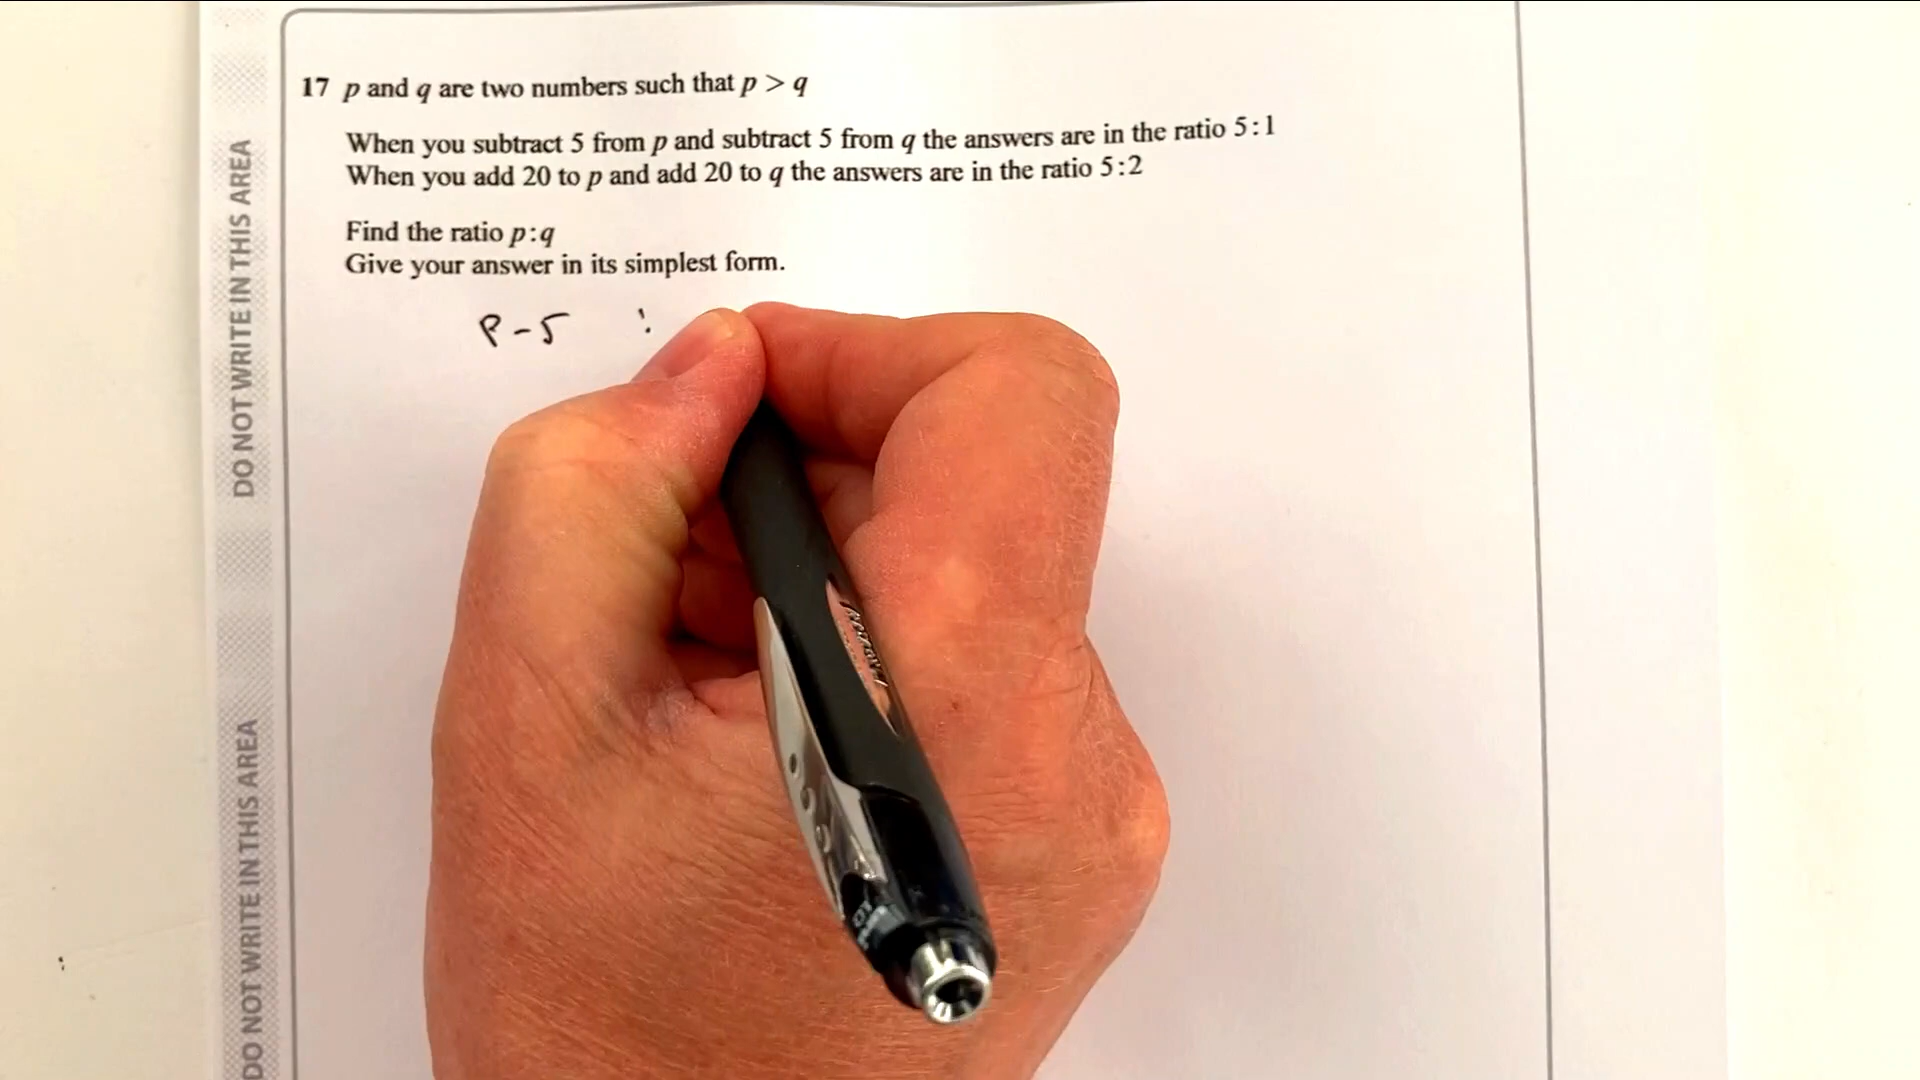 17 p and q are two numbers such that p > q
When you subtract 5 from p and subtract 5 from q the answers are in the ratio 5:1
When you add 20 to p and add 20 to q the answers are in the ratio 5:2
Find the ratio p:q
Give your answer in its simplest form.
P - 5 :
DO NOT WRITE IN THIS AREA
DO NOT WRITE IN THIS AREA